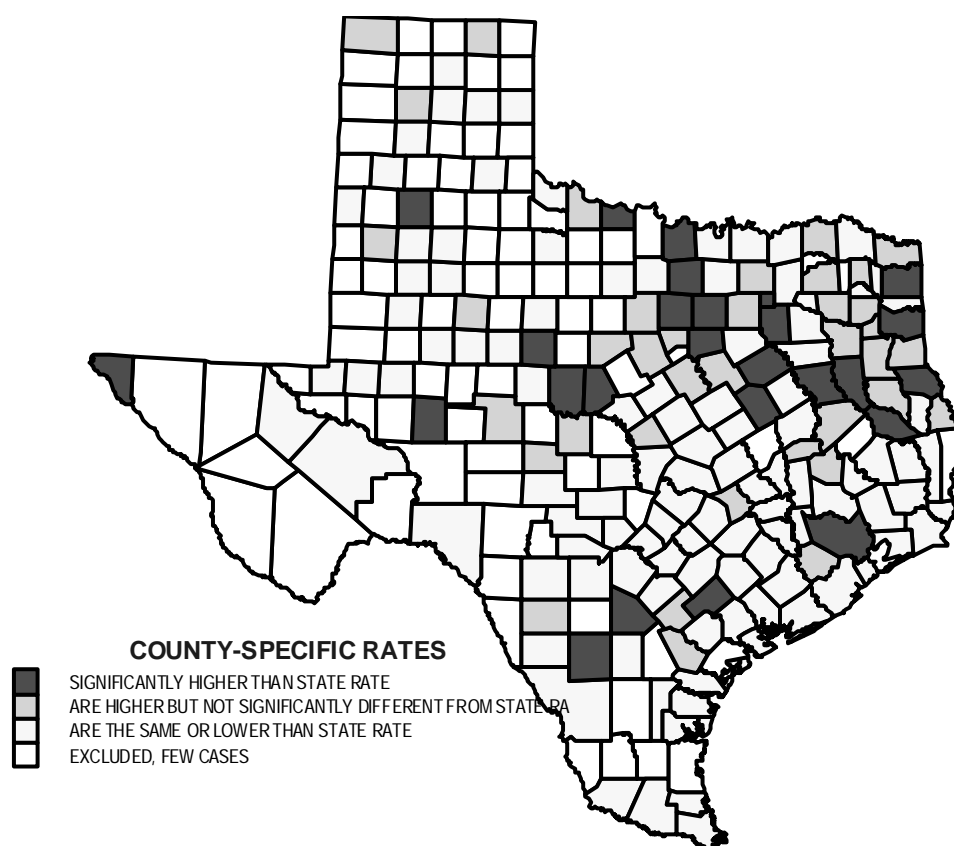 COUNTY-SPECIFIC RATES
SIGNIFICANTLY HIGHER THAN STATE RATE
ARE HIGHER BUT NOT SIGNIFICANTLY DIFFERENT FROM STATE RA
ARE THE SAME OR LOWER THAN STATE RATE
EXCLUDED, FEW CASES